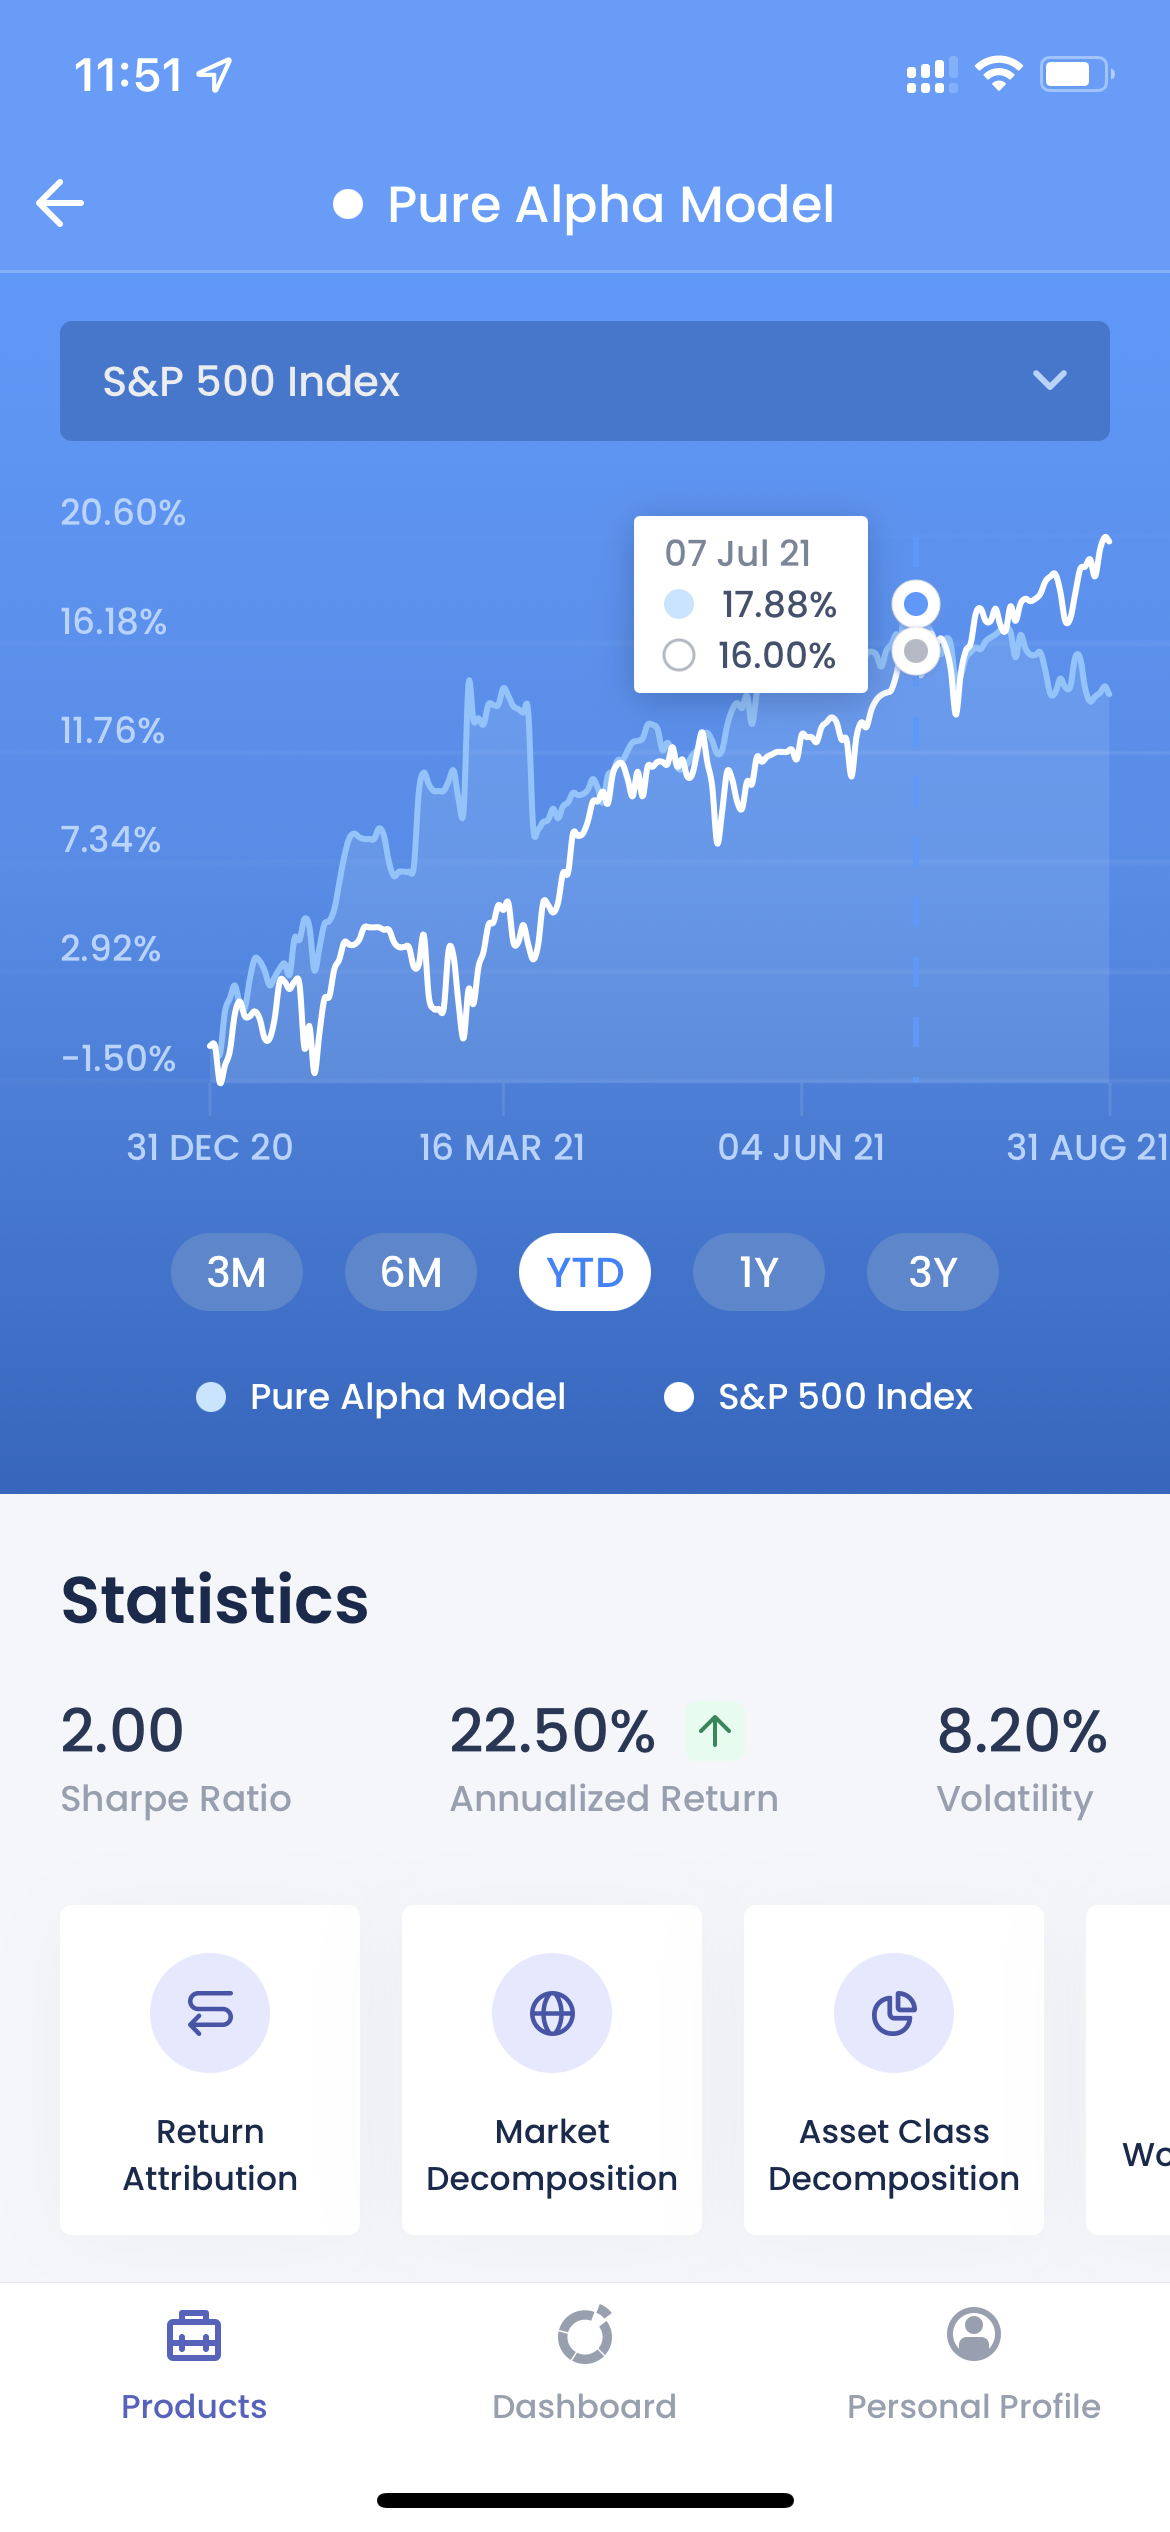 11:51
Pure Alpha Model
S&P 500 Index
20.60%
16.18%
11.76%
7.34%
2.92%
-1.50%
07 Jul 21
17.88%
16.00%
31 DEC 20 16 MAR 21 04 JUN 21 31 AUG 21
3M 6M YTD 1Y 3Y
Pure Alpha Model S&P 500 Index
Statistics
2.00 22.50% 8.20%
Sharpe Ratio Annualized Return Volatility
Return
Attribution
Market
Decomposition
Asset Class
Decomposition
Products Dashboard Personal Profile